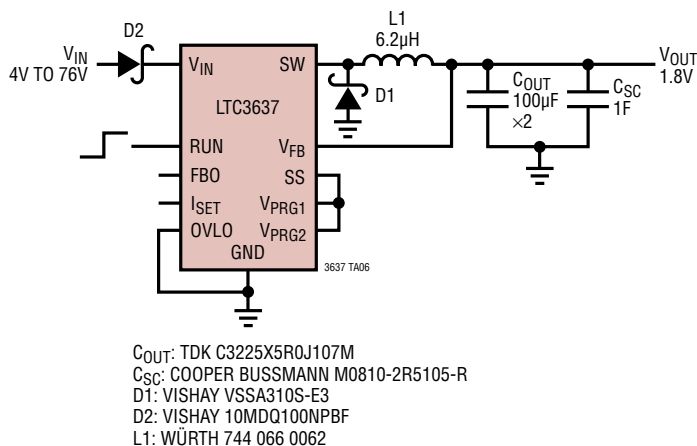 L1
6.2µH
D2
V_IN
4V TO 76V
V_IN
SW
V_OUT
1.8V
LTC3637
D1
C_OUT
100µF
×2
C_SC
1F
RUN
V_FB
FBO
SS
I_SET
V_PRG1
OVLO
V_PRG2
GND
3637 TA06
C_OUT: TDK C3225X5R0J107M
C_SC: COOPER BUSSMANN M0810-2R5105-R
D1: VISHAY VSSA310S-E3
D2: VISHAY 10MDQ100NPBF
L1: WÜRTH 744 066 0062